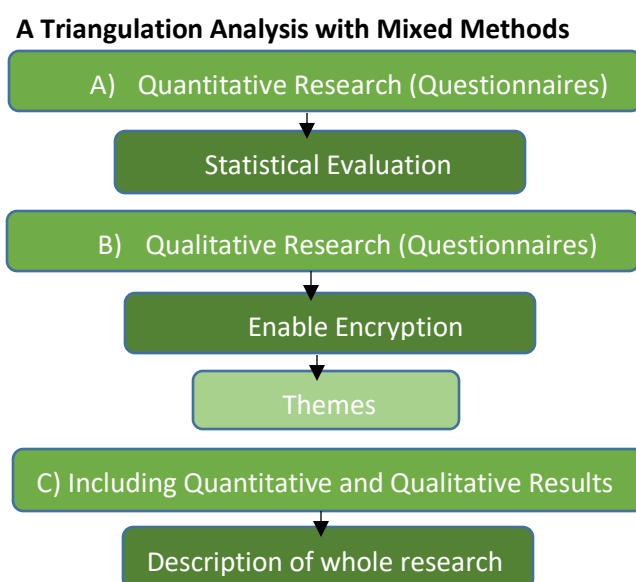 A Triangulation Analysis with Mixed Methods
A) Quantitative Research (Questionnaires)
Statistical Evaluation
B) Qualitative Research (Questionnaires)
Enable Encryption
Themes
C) Including Quantitative and Qualitative Results
Description of whole research